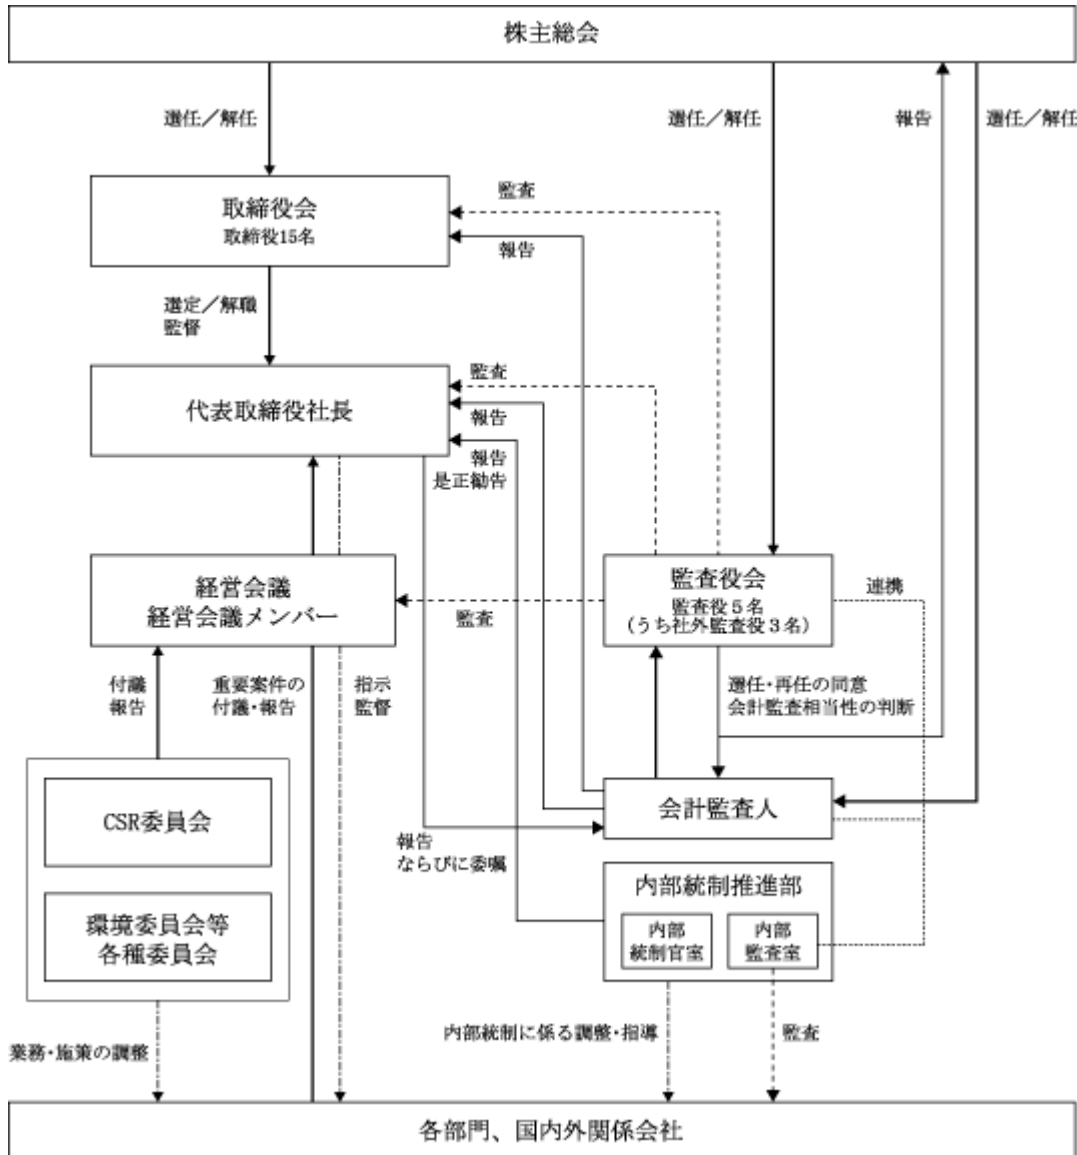 株主総会
選任／解任
選任／解任
報告
選任／解任
取締役会
取締役15名
監査
報告
選定／解職
監督
代表取締役社長
監査
報告
報告
是正勧告
経営会議
経営会議メンバー
監査
監査役会
監査役５名
（うち社外監査役３名）
連携
付議
報告
重要案件の
付議・報告
指示
監督
選任・再任の同意
会計監査相当性の判断
CSR委員会
環境委員会等
各種委員会
会計監査人
報告
ならびに委嘱
内部統制推進部
内部
統制官室
内部
監査室
業務・施策の調整
内部統制に係る調整・指導
監査
各部門、国内外関係会社